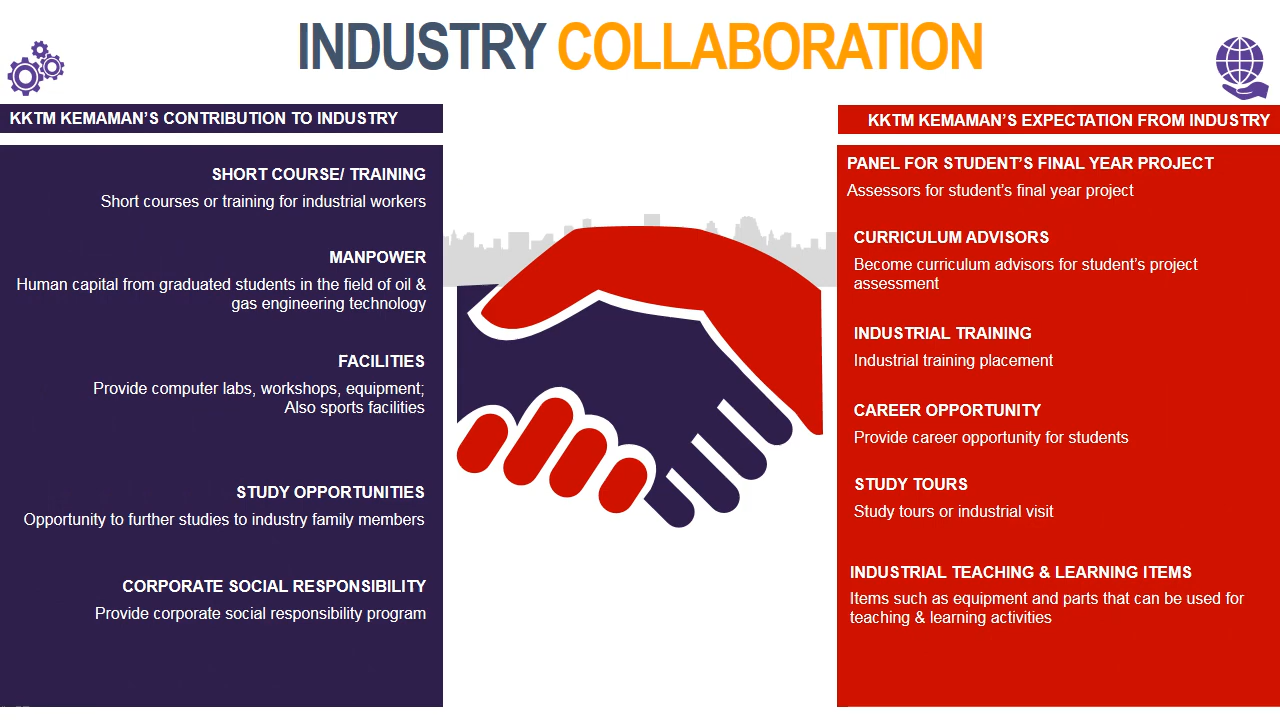 INDUSTRY COLLABORATION
KKTM KEMAMAN’S CONTRIBUTION TO INDUSTRY
SHORT COURSE/ TRAINING
Short courses or training for industrial workers
MANPOWER
Human capital from graduated students in the field of oil &
gas engineering technology
FACILITIES
Provide computer labs, workshops, equipment;
Also sports facilities
STUDY OPPORTUNITIES
Opportunity to further studies to industry family members
CORPORATE SOCIAL RESPONSIBILITY
Provide corporate social responsibility program
KKTM KEMAMAN’S EXPECTATION FROM INDUSTRY
PANEL FOR STUDENT’S FINAL YEAR PROJECT
Assessors for student’s final year project
CURRICULUM ADVISORS
Become curriculum advisors for student’s project
assessment
INDUSTRIAL TRAINING
Industrial training placement
CAREER OPPORTUNITY
Provide career opportunity for students
STUDY TOURS
Study tours or industrial visit
INDUSTRIAL TEACHING & LEARNING ITEMS
Items such as equipment and parts that can be used for
teaching & learning activities